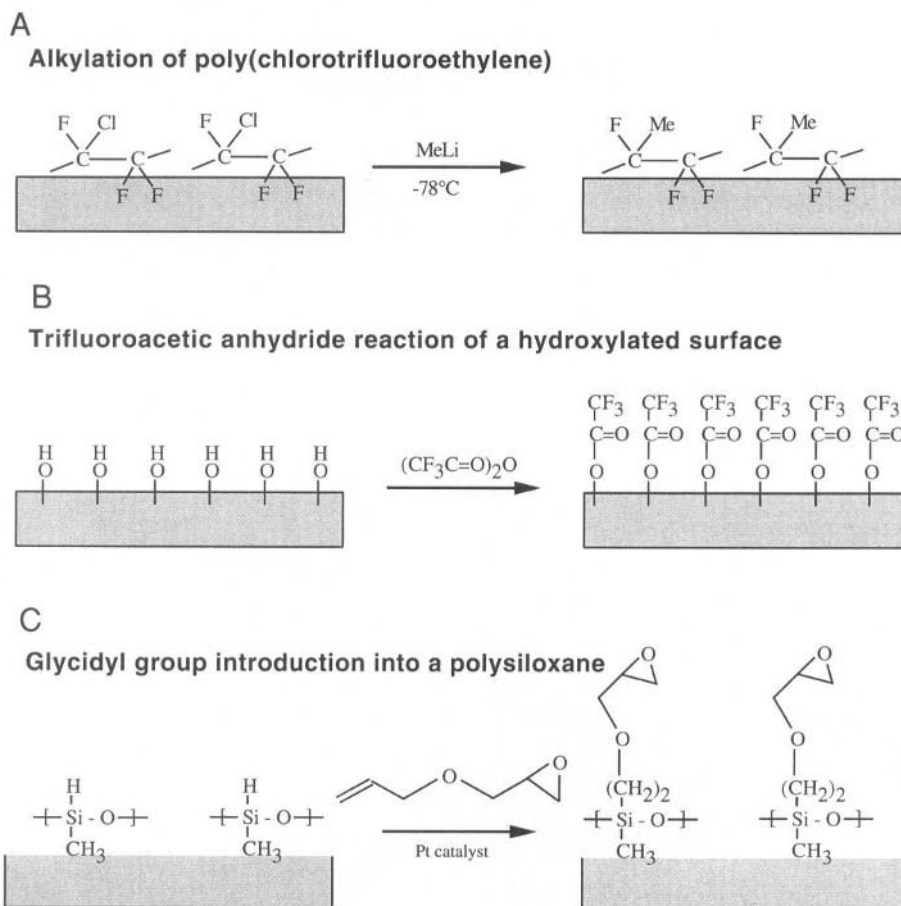 A
Alkylation of poly(chlorotrifluoroethylene)
F Cl F Cl F Me F Me
C C C C MeLi C C C C
F F F F -78°C F F F F
B
Trifluoroacetic anhydride reaction of a hydroxylated surface
CF3 CF3 CF3 CF3 CF3 CF3
H H H H H H C=O C=O C=O C=O C=O C=O
O O O O O O (CF3C=O)2O O O O O O O
C
Glycidyl group introduction into a polysiloxane
O O
O O
H H O O (CH2)2 (CH2)2
Si - O Si - O Si - O Si - O
CH3 CH3 Pt catalyst CH3 CH3